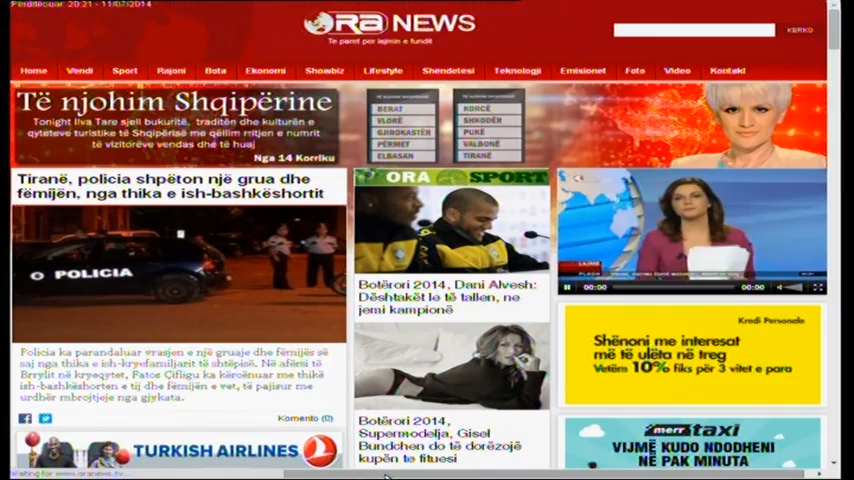 Përditësuar: 20:21 - 11/07/2014
ORA NEWS
Te parot per lajmin e fundit
KERKO
Home Vendi Sport Rajoni Bota Ekonomi Showbiz Lifestyle Shëndetësi Teknologji Emisionet Foto Video Kontakt
Të njohim Shqipërine
Tonight Ilva Tare sjell bukuritë, traditën dhe kulturën e
qyteteve turistike të Shqipërisë me qëllim rritjen e numrit
të vizitorëve vendas dhe të huaj
Nga 14 Korriku
BERAT
VLORË
GJIROKASTËR
PËRMET
ELBASAN
KORCË
SHKODËR
PUKË
VALBONË
TIRANË
Tiranë, policia shpëton një grua dhe
fëmijën, nga thika e ish-bashkëshortit
POLICIA
Policia ka parandaluar vrasjen e një gruaje dhe fëmijës së
saj nga thika e ish-kryefamiljarit të shtëpisë. Në afërsi të
Brrylit në kryeqytet, Fatos Çifligu ka kërcënuar me thikë
ish-bashkëshorten e tij dhe fëmijën e vet, të pajisur me
urdhër mbrojtjeje nga gjykata.
Komento (0)
TURKISH AIRLINES
Waiting for www.oranews.tv...
ORA SPORT
Botërori 2014, Dani Alvesh:
Dështakët le të tallen, ne
jemi kampionë
Botërori 2014,
Supermodelja, Gisel
Bundchen do të dorëzojë
kupën te fituesi
LAJME
FLASH
00:00 00:00
Kredi Personale
Shënoni me interesat
më të ulëta në treg
Vetëm 10% fiks për 3 vitet e para
merr taxi
VIJMË KUDO NDODHENI
NË PAK MINUTA